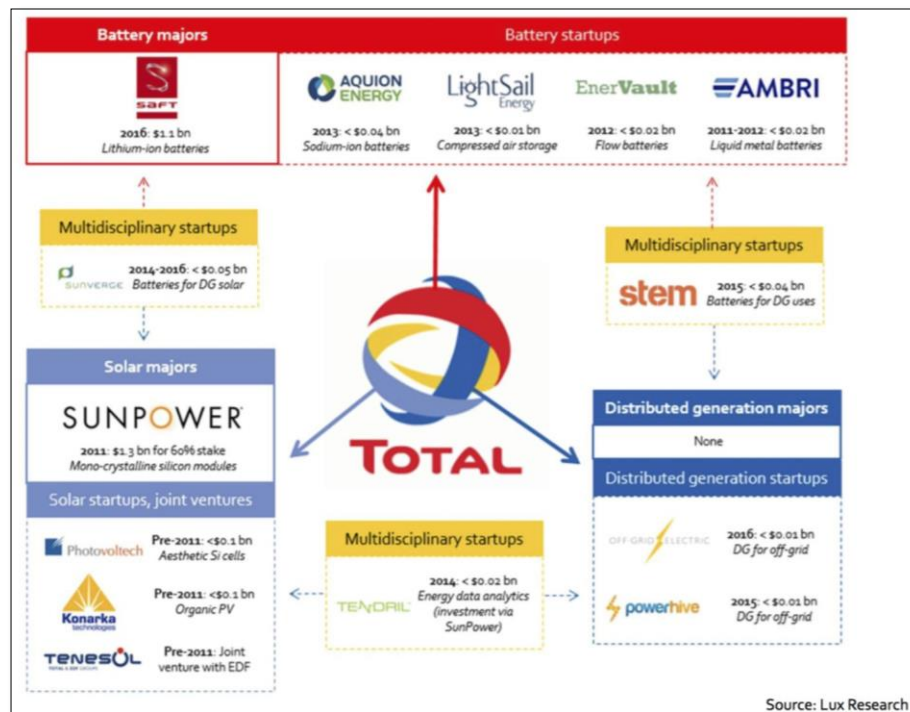 Battery majors
Battery startups
SAFT
2016: $1.1 bn
Lithium-ion batteries
AQUION
ENERGY
2013: < $0.04 bn
Sodium-ion batteries
LightSail
Energy
2013: < $0.01 bn
Compressed air storage
EnerVault
2012: < $0.02 bn
Flow batteries
AMBRI
2011-2012: < $0.02 bn
Liquid metal batteries
Multidisciplinary startups
SUNVERGE
2014-2016: < $0.05 bn
Batteries for DG solar
Multidisciplinary startups
stem
2015: < $0.04 bn
Batteries for DG uses
TOTAL
Solar majors
SUNPOWER
2011: $1.3 bn for 60% stake
Mono-crystalline silicon modules
Solar startups, joint ventures
Photovoltech
Pre-2011: <$0.1 bn
Aesthetic Si cells
Konarka
technologies
Pre-2011: <$0.1 bn
Organic PV
TENESOL
TOTAL & EDF GROUPS
Pre-2011: Joint
venture with EDF
Multidisciplinary startups
TENDRIL
2014: < $0.02 bn
Energy data analytics
(investment via
SunPower)
Distributed generation majors
None
Distributed generation startups
OFF GRID ELECTRIC
2016: < $0.01 bn
DG for off-grid
powerhive
2015: < $0.01 bn
DG for off-grid
Source: Lux Research